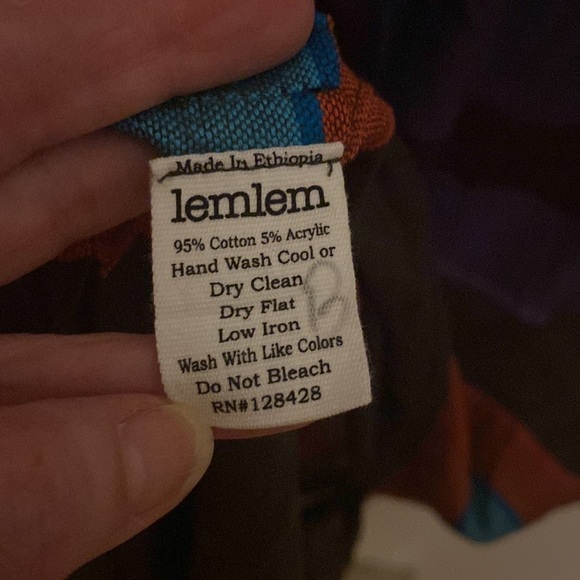 Made In Ethiopia
lemlem
95% Cotton 5% Acrylic
Hand Wash Cool or
Dry Clean
Dry Flat
Low Iron
Wash With Like Colors
Do Not Bleach
RN#128428